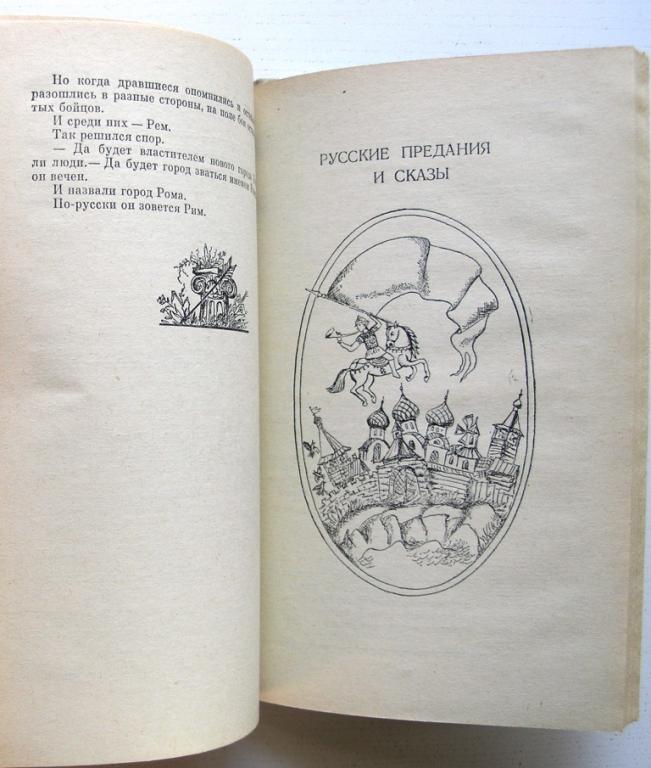 Но когда дравшиеся опомнились и
разошлись в разные стороны, на поле боя
тых бойцов.
И среди них — Рем.
Так решился спор.
— Да будет властителем нового города
ли люди.— Да будет город зваться именем
он вечен.
И назвали город Рома.
По-русски он зовется Рим.
РУССКИЕ ПРЕДАНИЯ
И СКАЗЫ